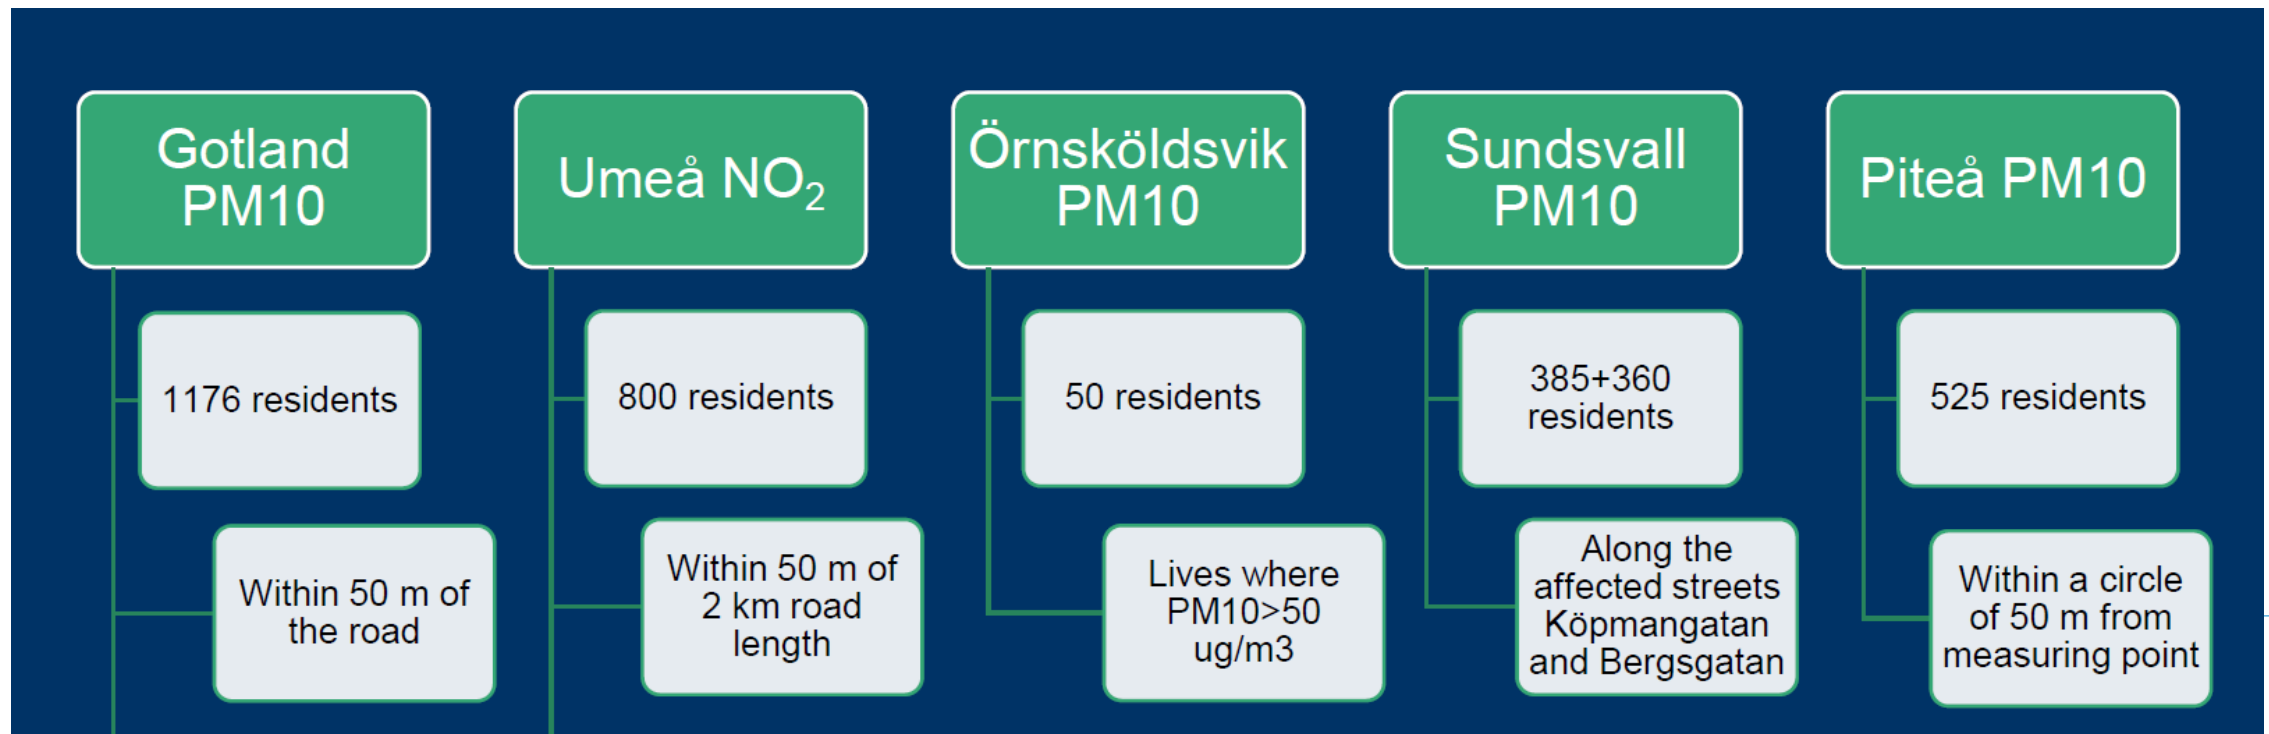 Gotland
PM10
Umeå NO₂
Örnsköldsvik
PM10
Sundsvall
PM10
Piteå PM10
1176 residents
800 residents
50 residents
385+360
residents
525 residents
Within 50 m of
the road
Within 50 m of
2 km road
length
Lives where
PM10>50
ug/m3
Along the
affected streets
Köpmangatan
and Bergsgatan
Within a circle
of 50 m from
measuring point